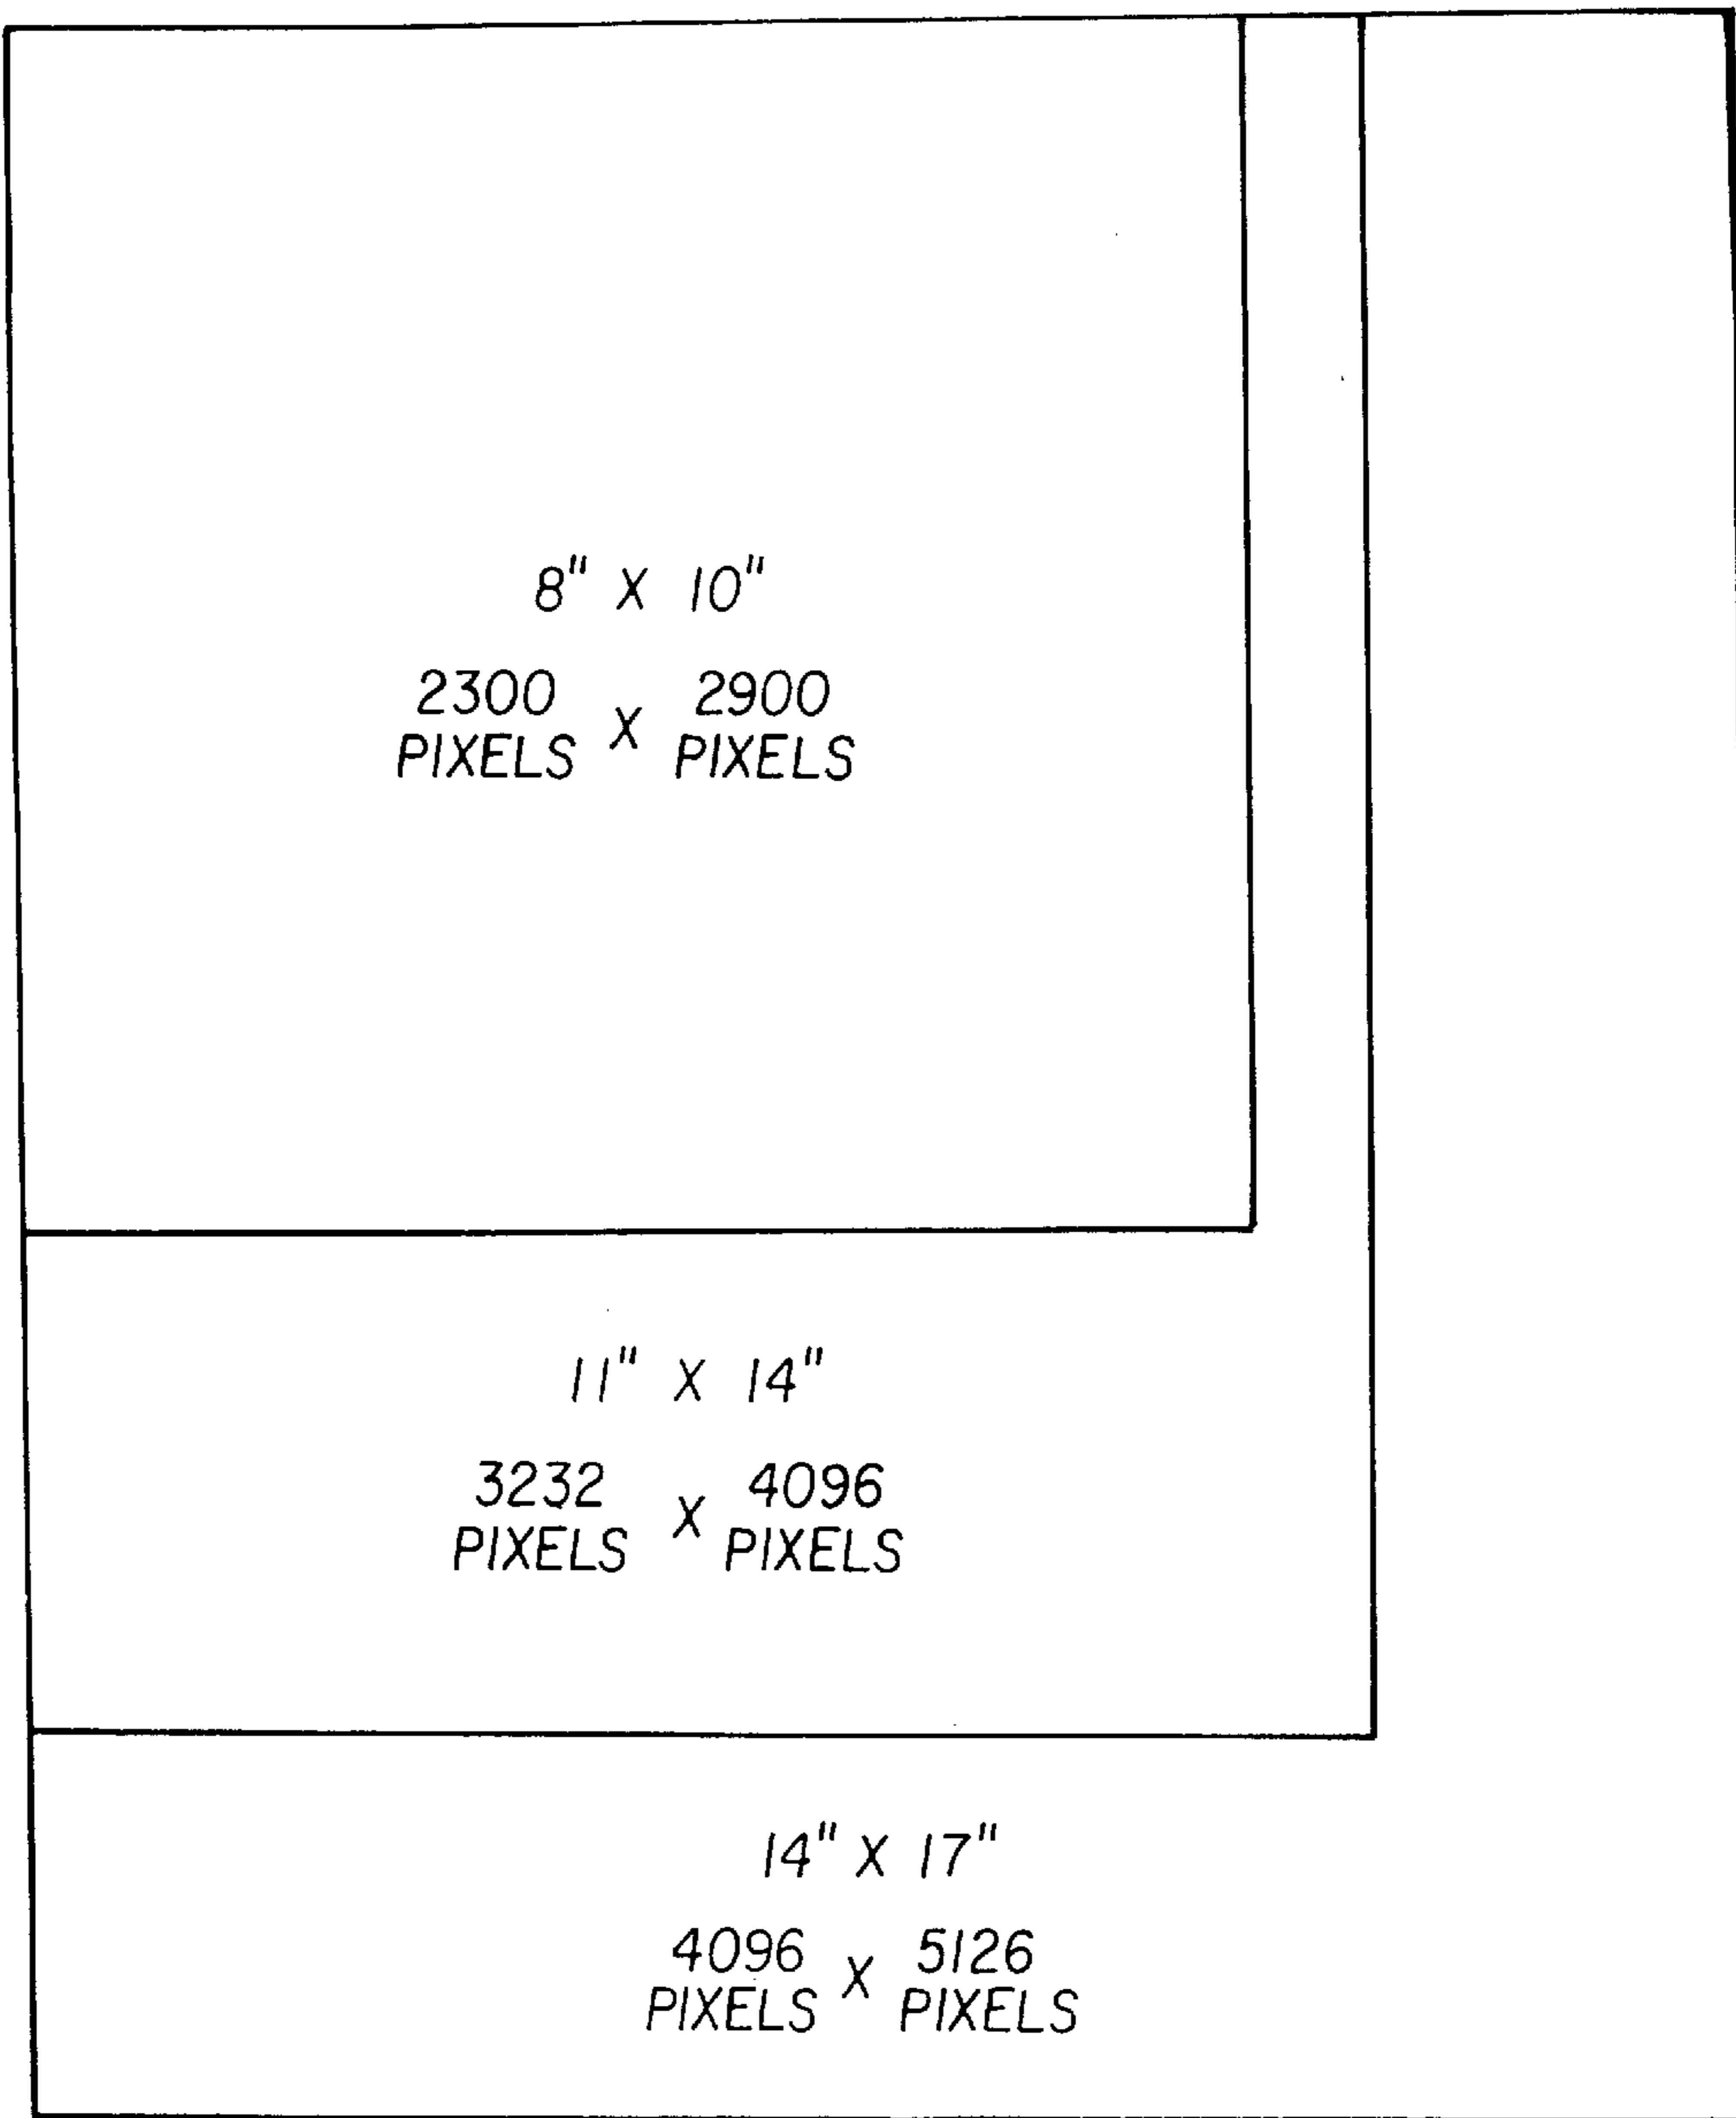 8" X 10"
2300 X 2900
PIXELS PIXELS
11" X 14"
3232 X 4096
PIXELS PIXELS
14" X 17"
4096 X 5126
PIXELS PIXELS